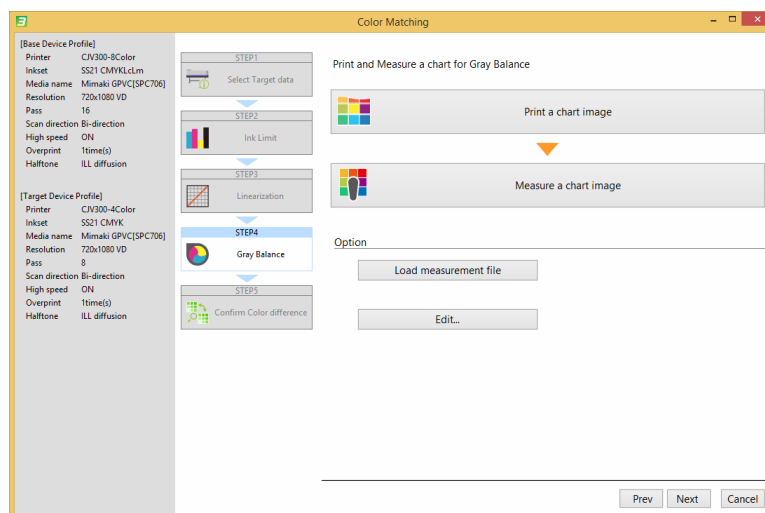 Color Matching
[Base Device Profile]
Printer CJV300-8Color
Inkset SS21 CMYKLcLm
Media name Mimaki GPVC[SPC706]
Resolution 720x1080 VD
Pass 16
Scan direction Bi-direction
High speed ON
Overprint 1time(s)
Halftone ILL diffusion
[Target Device Profile]
Printer CJV300-4Color
Inkset SS21 CMYK
Media name Mimaki GPVC[SPC706]
Resolution 720x1080 VD
Pass 8
Scan direction Bi-direction
High speed ON
Overprint 1time(s)
Halftone ILL diffusion
STEP1
Select Target data
STEP2
Ink Limit
STEP3
Linearization
STEP4
Gray Balance
STEP5
Confirm Color difference
Print and Measure a chart for Gray Balance
Print a chart image
Measure a chart image
Option
Load measurement file
Edit...
Prev Next Cancel